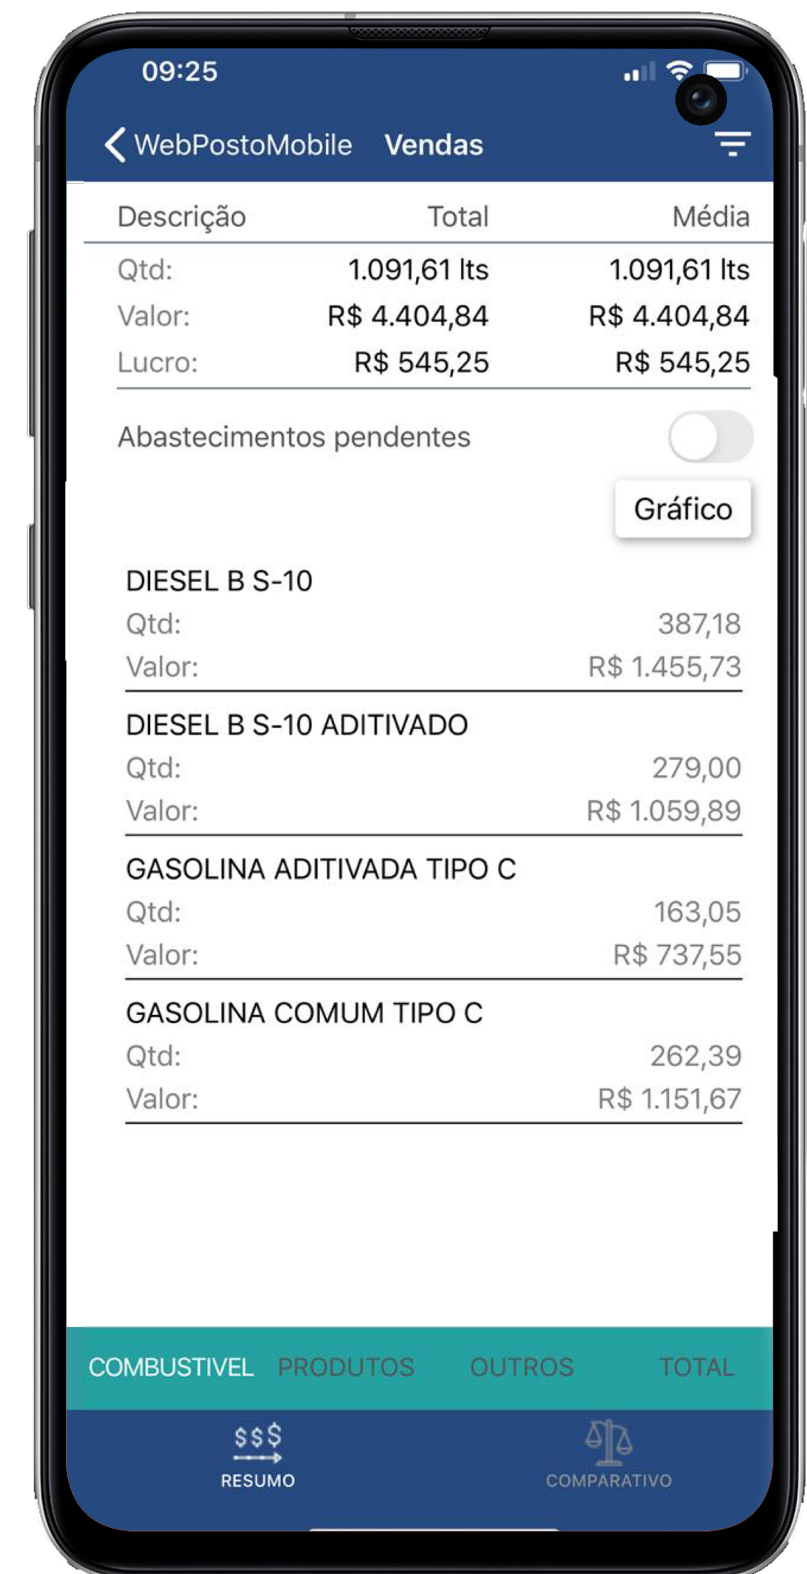 09:25
WebPostoMobile Vendas
Descrição Total Média
Qtd: 1.091,61 lts 1.091,61 lts
Valor: R$ 4.404,84 R$ 4.404,84
Lucro: R$ 545,25 R$ 545,25
Abastecimentos pendentes
Gráfico
DIESEL B S-10
Qtd: 387,18
Valor: R$ 1.455,73
DIESEL B S-10 ADITIVADO
Qtd: 279,00
Valor: R$ 1.059,89
GASOLINA ADITIVADA TIPO C
Qtd: 163,05
Valor: R$ 737,55
GASOLINA COMUM TIPO C
Qtd: 262,39
Valor: R$ 1.151,67
COMBUSTIVEL PRODUTOS OUTROS TOTAL
$$$
RESUMO COMPARATIVO